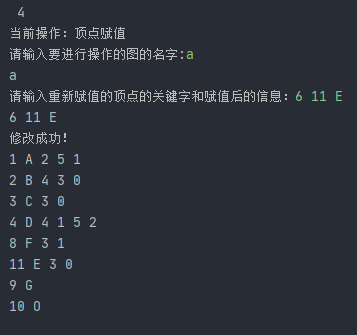 4
当前操作: 顶点赋值
请输入要进行操作的图的名字:a
a
请输入重新赋值的顶点的关键字和赋值后的信息: 6 11 E
6 11 E
修改成功!
1 A 2 5 1
2 B 4 3 0
3 C 3 0
4 D 4 1 5 2
8 F 3 1
11 E 3 0
9 G
10 O